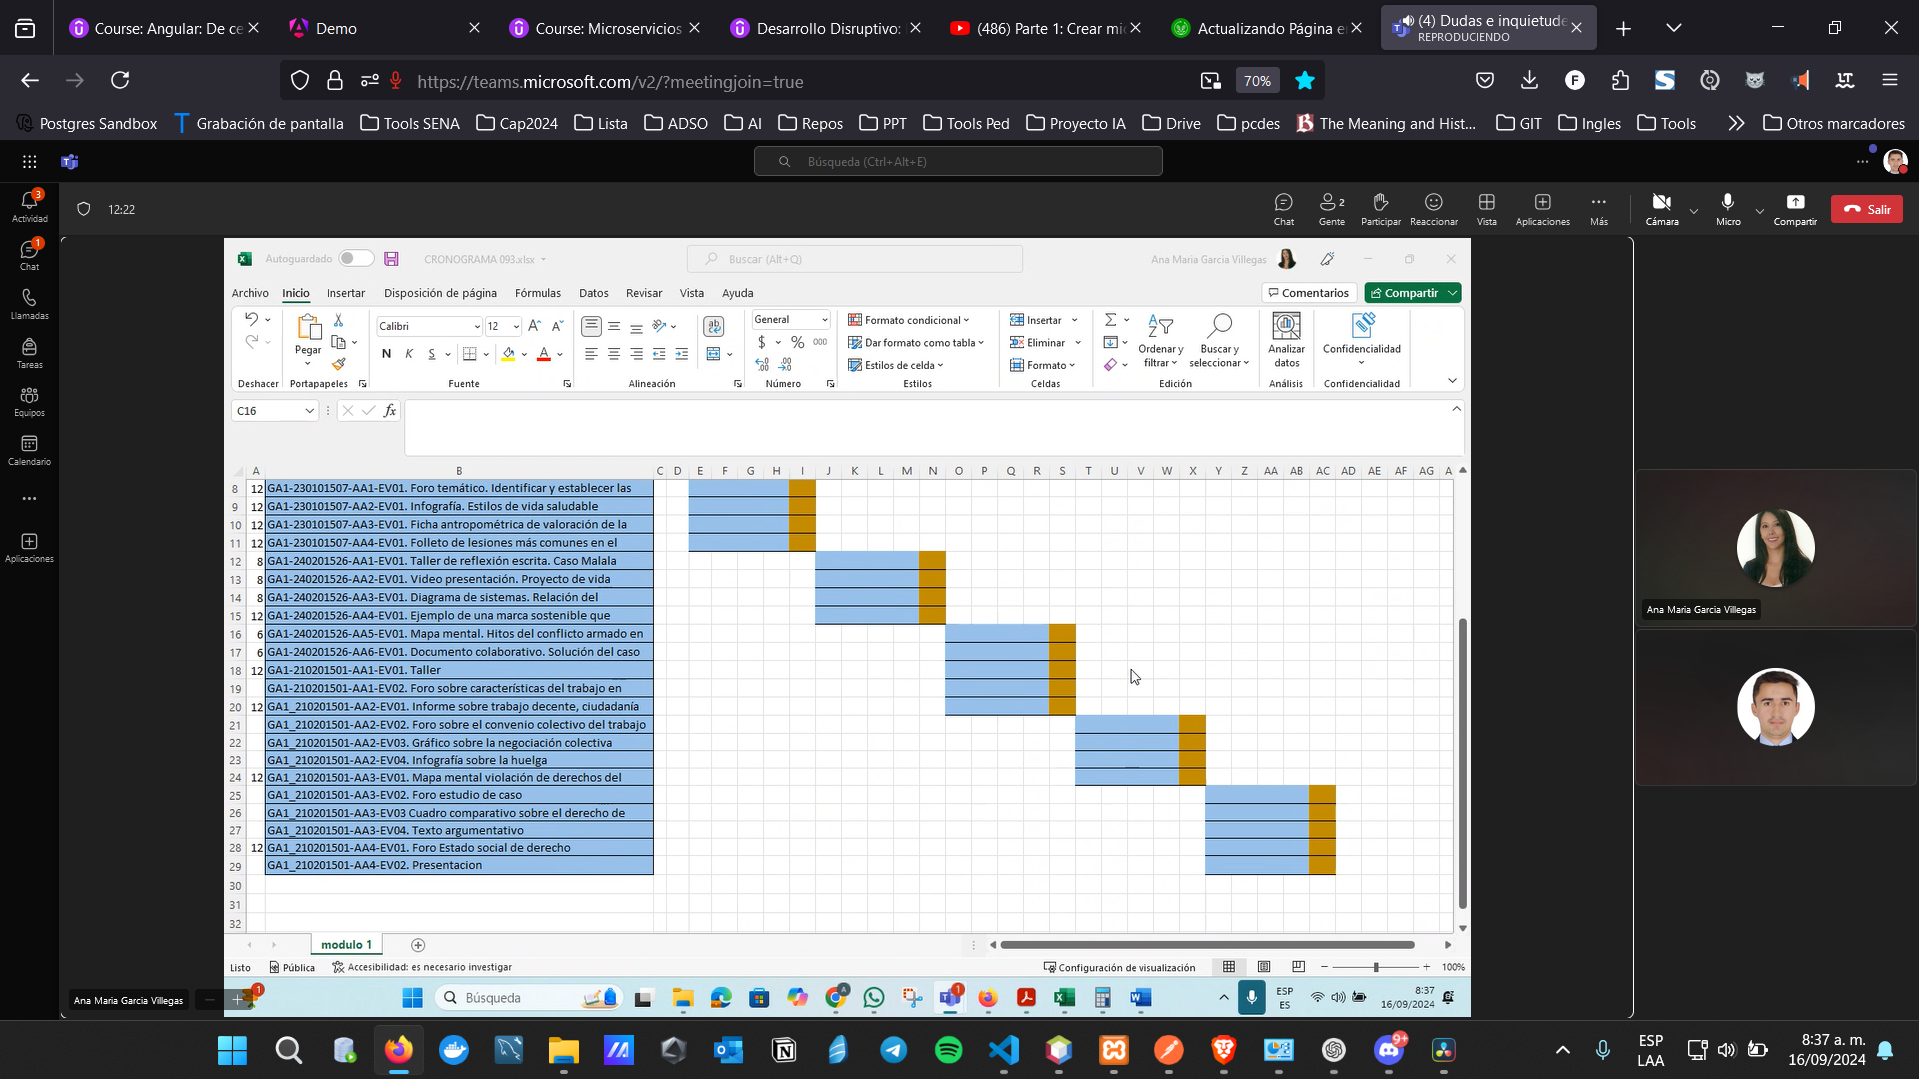 Course: Angular: De ce
Demo
Course: Microservicios
Desarrollo Disruptivo:
(486) Parte 1: Crear mi
Actualizando Página e
(4) Dudas e inquietude
REPRODUCIENDO
https://teams.microsoft.com/v2/?meetingjoin=true
70%
Postgres Sandbox
Grabación de pantalla
Tools SENA
Cap2024
Lista
ADSO
AI
Repos
PPT
Tools Ped
Proyecto IA
Drive
pcdes
The Meaning and Hist...
GIT
Ingles
Tools
Otros marcadores
Búsqueda (Ctrl+Alt+E)
12:22
Chat
Gente
2
Participar
Reaccionar
Vista
Aplicaciones
Más
Cámara
Micro
Compartir
Salir
3
Actividad
1
Chat
Llamadas
Tareas
Equipos
Calendario
Aplicaciones
Autoguardado
CRONOGRAMA 093.xlsx
Buscar (Alt+Q)
Ana Maria Garcia Villegas
Archivo Inicio Insertar Disposición de página Fórmulas Datos Revisar Vista Ayuda
Comentarios
Compartir
Deshacer
Pegar
Portapapeles
Calibri
12
N K S
Fuente
Alineación
General
$ % 000
Número
Formato condicional
Dar formato como tabla
Estilos de celda
Estilos
Insertar
Eliminar
Formato
Celdas
Ordenar y filtrar
Buscar y seleccionar
Edición
Analizar datos
Análisis
Confidencialidad
Confidencialidad
C16
fx
A B C D E F G H I J K L M N O P Q R S T U V W X Y Z AA AB AC AD AE AF AG A
8 12 GA1-230101507-AA1-EV01. Foro temático. Identificar y establecer las
9 12 GA1-230101507-AA2-EV01. Infografía. Estilos de vida saludable
10 12 GA1-230101507-AA3-EV01. Ficha antropométrica de valoración de la
11 12 GA1-230101507-AA4-EV01. Folleto de lesiones más comunes en el
12 8 GA1-240201526-AA1-EV01. Taller de reflexión escrita. Caso Malala
13 8 GA1-240201526-AA2-EV01. Video presentación. Proyecto de vida
14 8 GA1-240201526-AA3-EV01. Diagrama de sistemas. Relación del
15 12 GA1-240201526-AA4-EV01. Ejemplo de una marca sostenible que
16 6 GA1-240201526-AA5-EV01. Mapa mental. Hitos del conflicto armado en
17 6 GA1-240201526-AA6-EV01. Documento colaborativo. Solución del caso
18 12 GA1-210201501-AA1-EV01. Taller
19 GA1-210201501-AA1-EV02. Foro sobre características del trabajo en
20 12 GA1_210201501-AA2-EV01. Informe sobre trabajo decente, ciudadanía
21 GA1_210201501-AA2-EV02. Foro sobre el convenio colectivo del trabajo
22 GA1_210201501-AA2-EV03. Gráfico sobre la negociación colectiva
23 GA1_210201501-AA2-EV04. Infografía sobre la huelga
24 12 GA1_210201501-AA3-EV01. Mapa mental violación de derechos del
25 GA1_210201501-AA3-EV02. Foro estudio de caso
26 GA1_210201501-AA3-EV03 Cuadro comparativo sobre el derecho de
27 GA1_210201501-AA3-EV04. Texto argumentativo
28 12 GA1_210201501-AA4-EV01. Foro Estado social de derecho
29 GA1_210201501-AA4-EV02. Presentacion
30
31
32
modulo 1
Listo
Pública
Accesibilidad: es necesario investigar
Configuración de visualización
100%
Ana Maria Garcia Villegas
1
Búsqueda
ESP
ES
8:37
16/09/2024
Ana Maria Garcia Villegas
9+
ESP
LAA
8:37 a. m.
16/09/2024